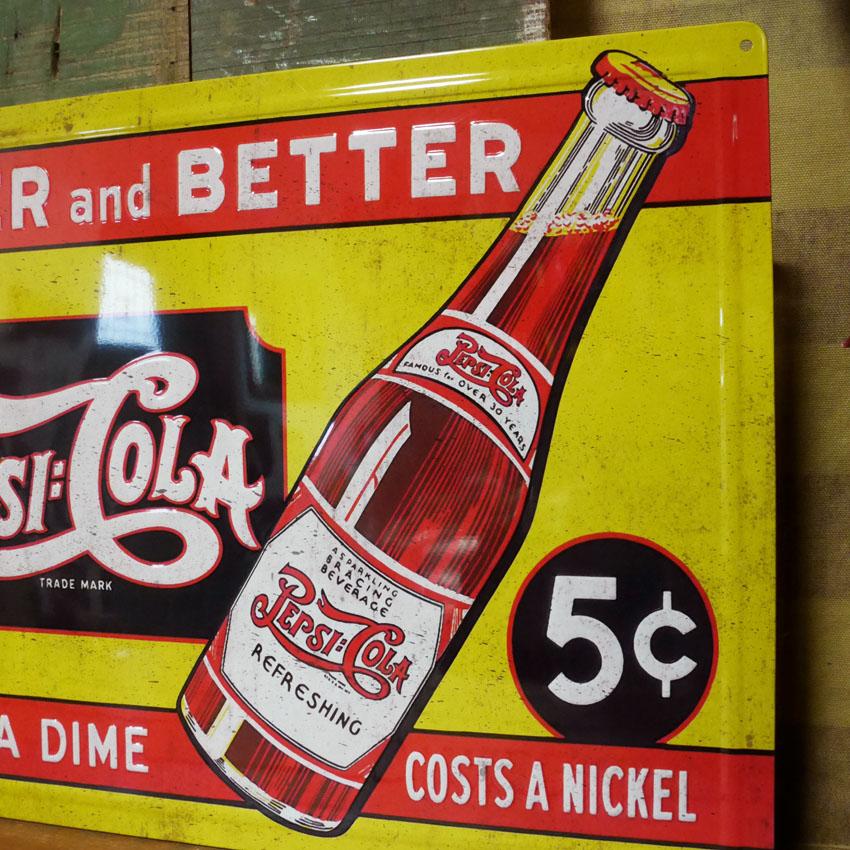 ER and BETTER
PEPSI:COLA
FAMOUS for OVER 30 YEARS
SI:COLA
TRADE MARK
A SPARKLING
BRACING
BEVERAGE
PEPSI:COLA
REFRESHING
5¢
A DIME
COSTS A NICKEL